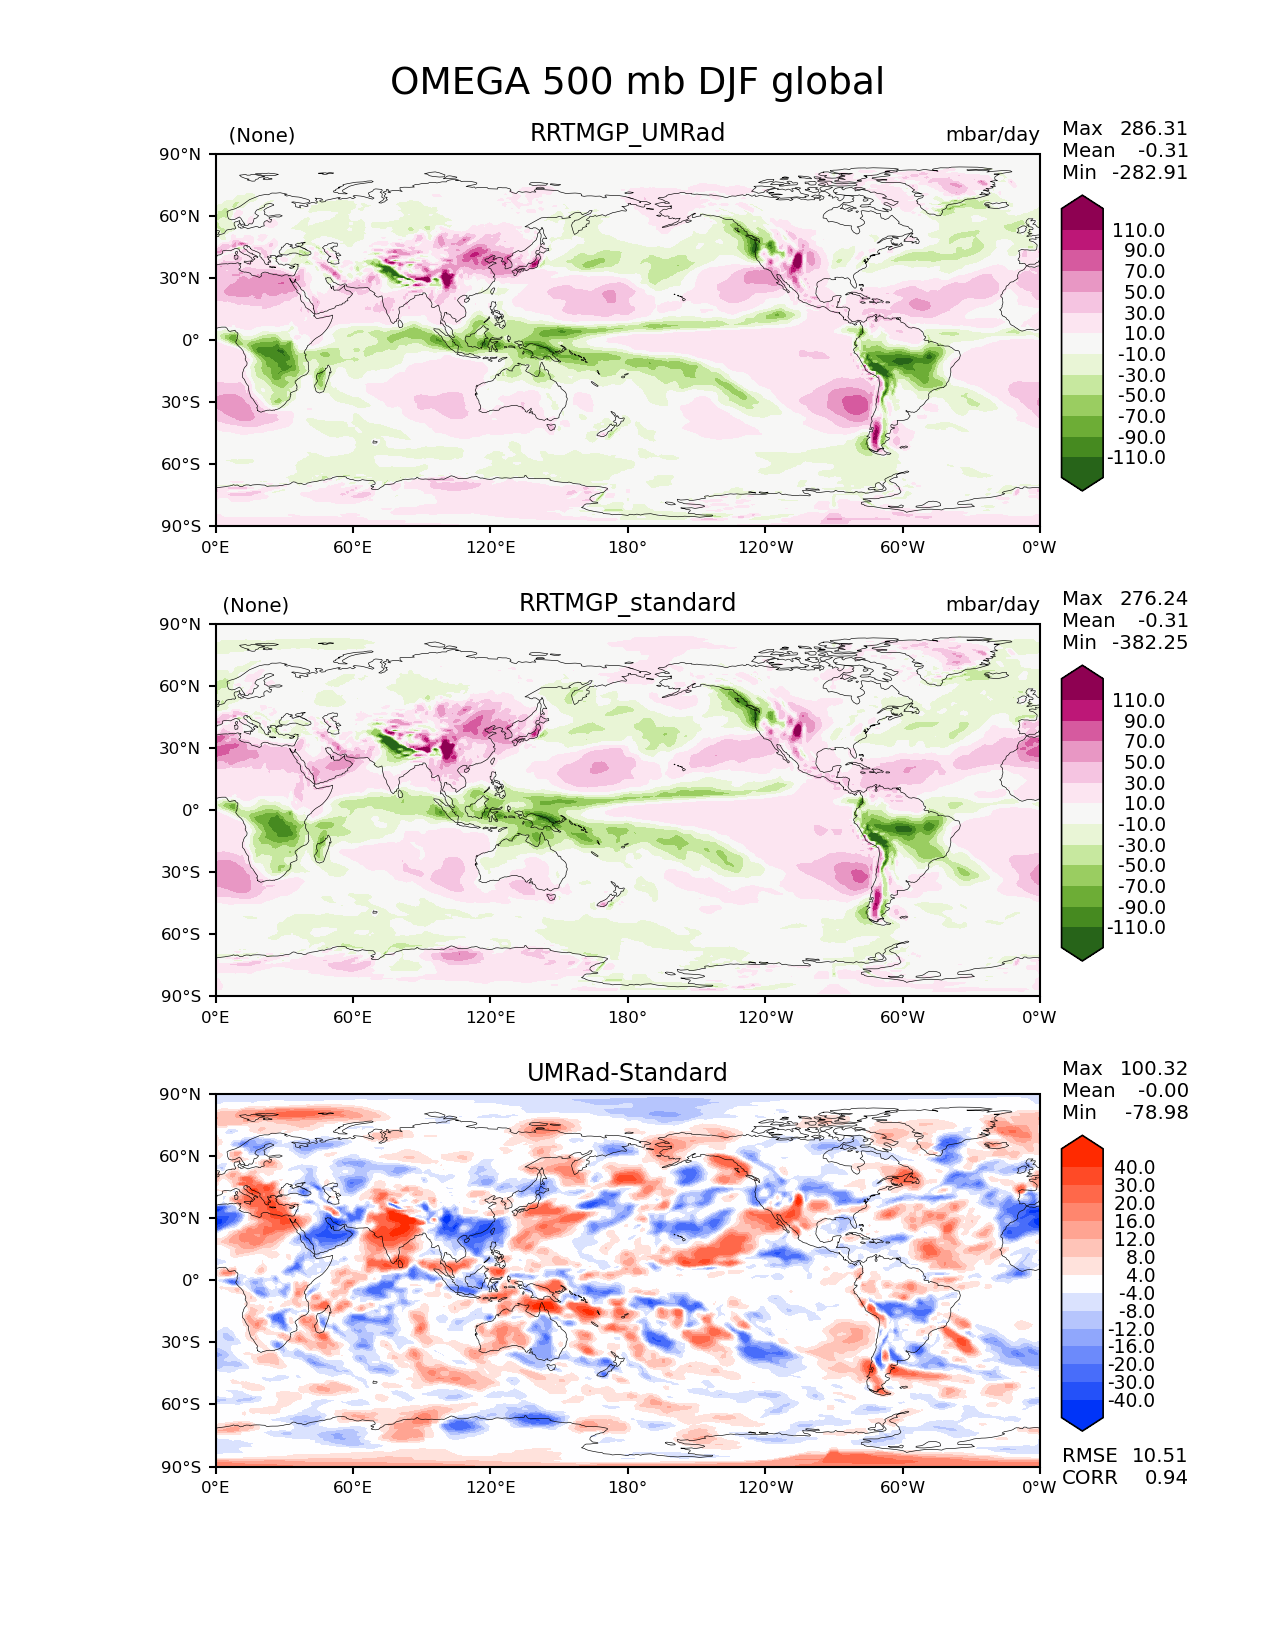 OMEGA 500 mb DJF global
(None) RRTMGP_UMRad mbar/day
Max 286.31
Mean -0.31
Min -282.91
90°N
60°N
30°N
0°
30°S
60°S
90°S
0°E 60°E 120°E 180° 120°W 60°W 0°W
110.0
90.0
70.0
50.0
30.0
10.0
-10.0
-30.0
-50.0
-70.0
-90.0
-110.0
(None) RRTMGP_standard mbar/day
Max 276.24
Mean -0.31
Min -382.25
90°N
60°N
30°N
0°
30°S
60°S
90°S
0°E 60°E 120°E 180° 120°W 60°W 0°W
110.0
90.0
70.0
50.0
30.0
10.0
-10.0
-30.0
-50.0
-70.0
-90.0
-110.0
UMRad-Standard
Max 100.32
Mean -0.00
Min -78.98
90°N
60°N
30°N
0°
30°S
60°S
90°S
0°E 60°E 120°E 180° 120°W 60°W 0°W
40.0
30.0
20.0
16.0
12.0
8.0
4.0
-4.0
-8.0
-12.0
-16.0
-20.0
-30.0
-40.0
RMSE 10.51
CORR 0.94